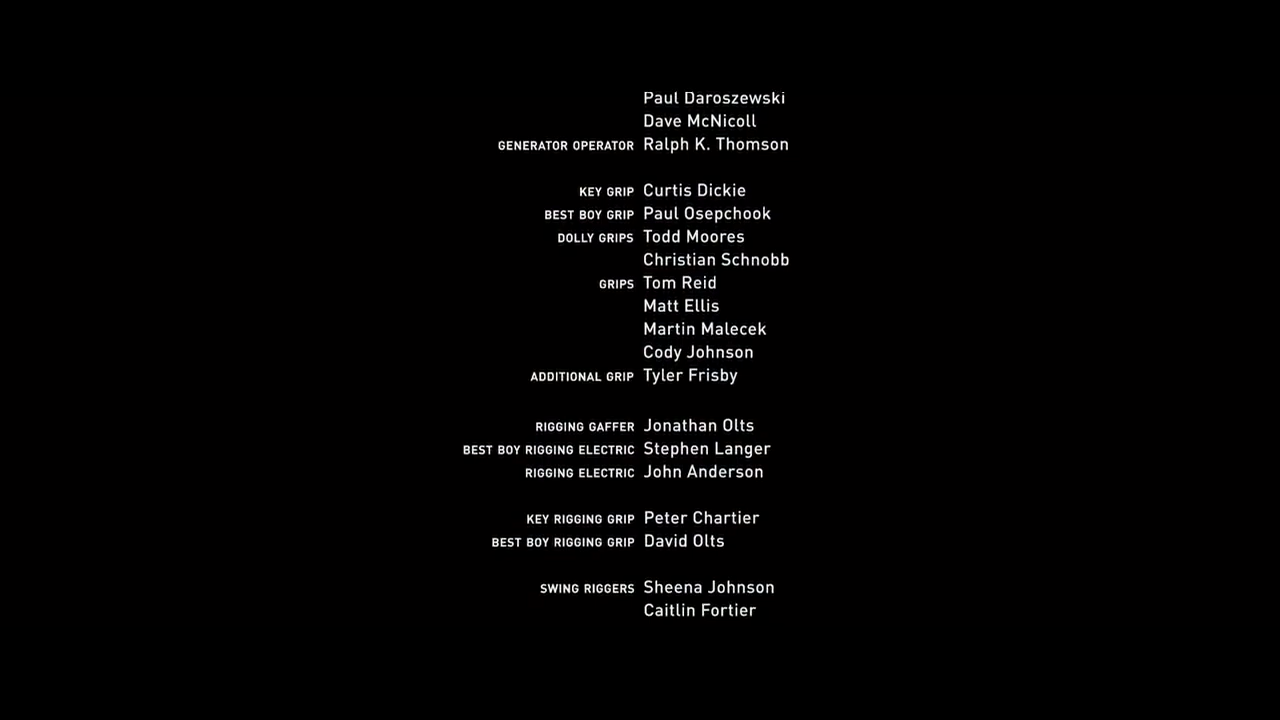 Paul Daroszewski
Dave McNicoll
GENERATOR OPERATOR Ralph K. Thomson
KEY GRIP Curtis Dickie
BEST BOY GRIP Paul Osepchook
DOLLY GRIPS Todd Moores
Christian Schnobb
GRIPS Tom Reid
Matt Ellis
Martin Malecek
Cody Johnson
ADDITIONAL GRIP Tyler Frisby
RIGGING GAFFER Jonathan Olts
BEST BOY RIGGING ELECTRIC Stephen Langer
RIGGING ELECTRIC John Anderson
KEY RIGGING GRIP Peter Chartier
BEST BOY RIGGING GRIP David Olts
SWING RIGGERS Sheena Johnson
Caitlin Fortier